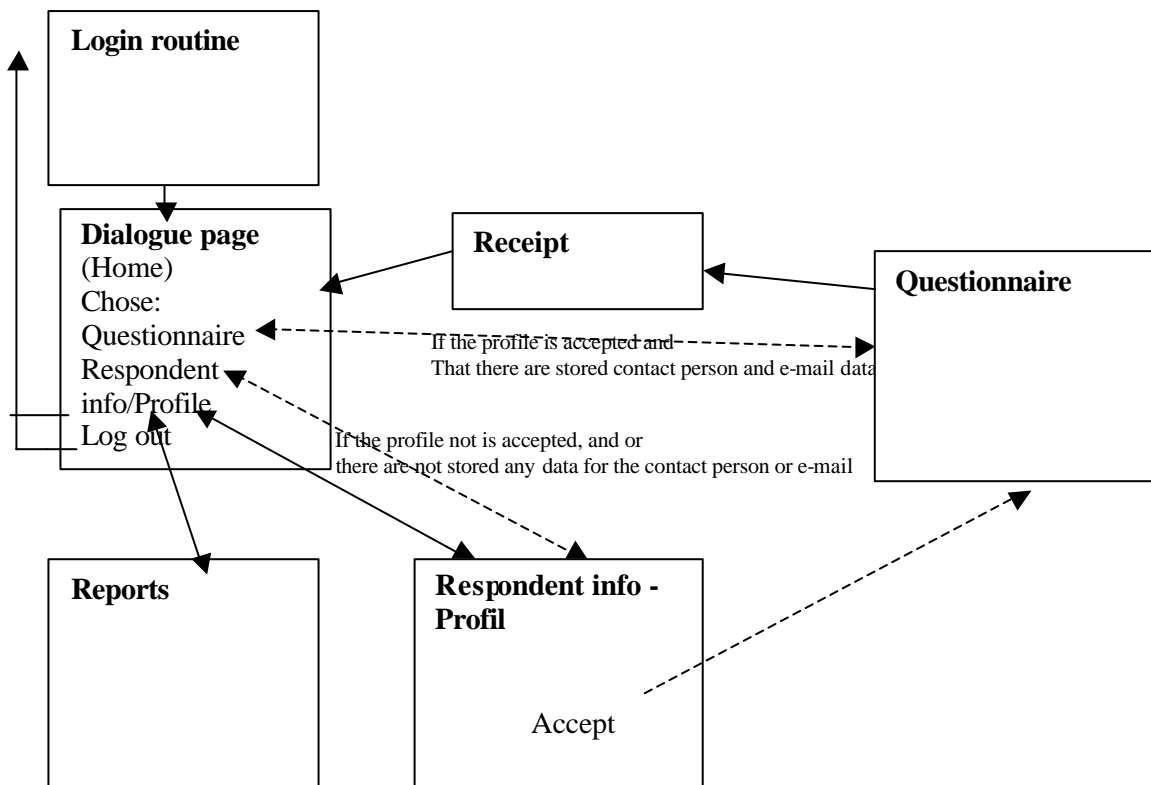 Login routine
Dialogue page
(Home)
Chose:
Questionnaire
Respondent
info/Profile
Log out
Receipt
Questionnaire
If the profile is accepted and
That there are stored contact person and e-mail data
If the profile not is accepted, and or
there are not stored any data for the contact person or e-mail
Reports
Respondent info -
Profil
Accept